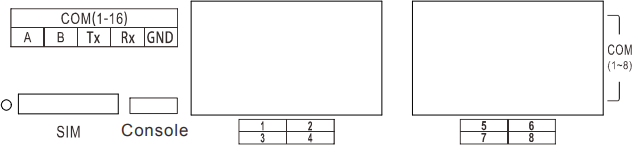 COM(1-16)
A B Tx Rx GND
SIM
Console
1 2
3 4
5 6
7 8
COM
(1~8)